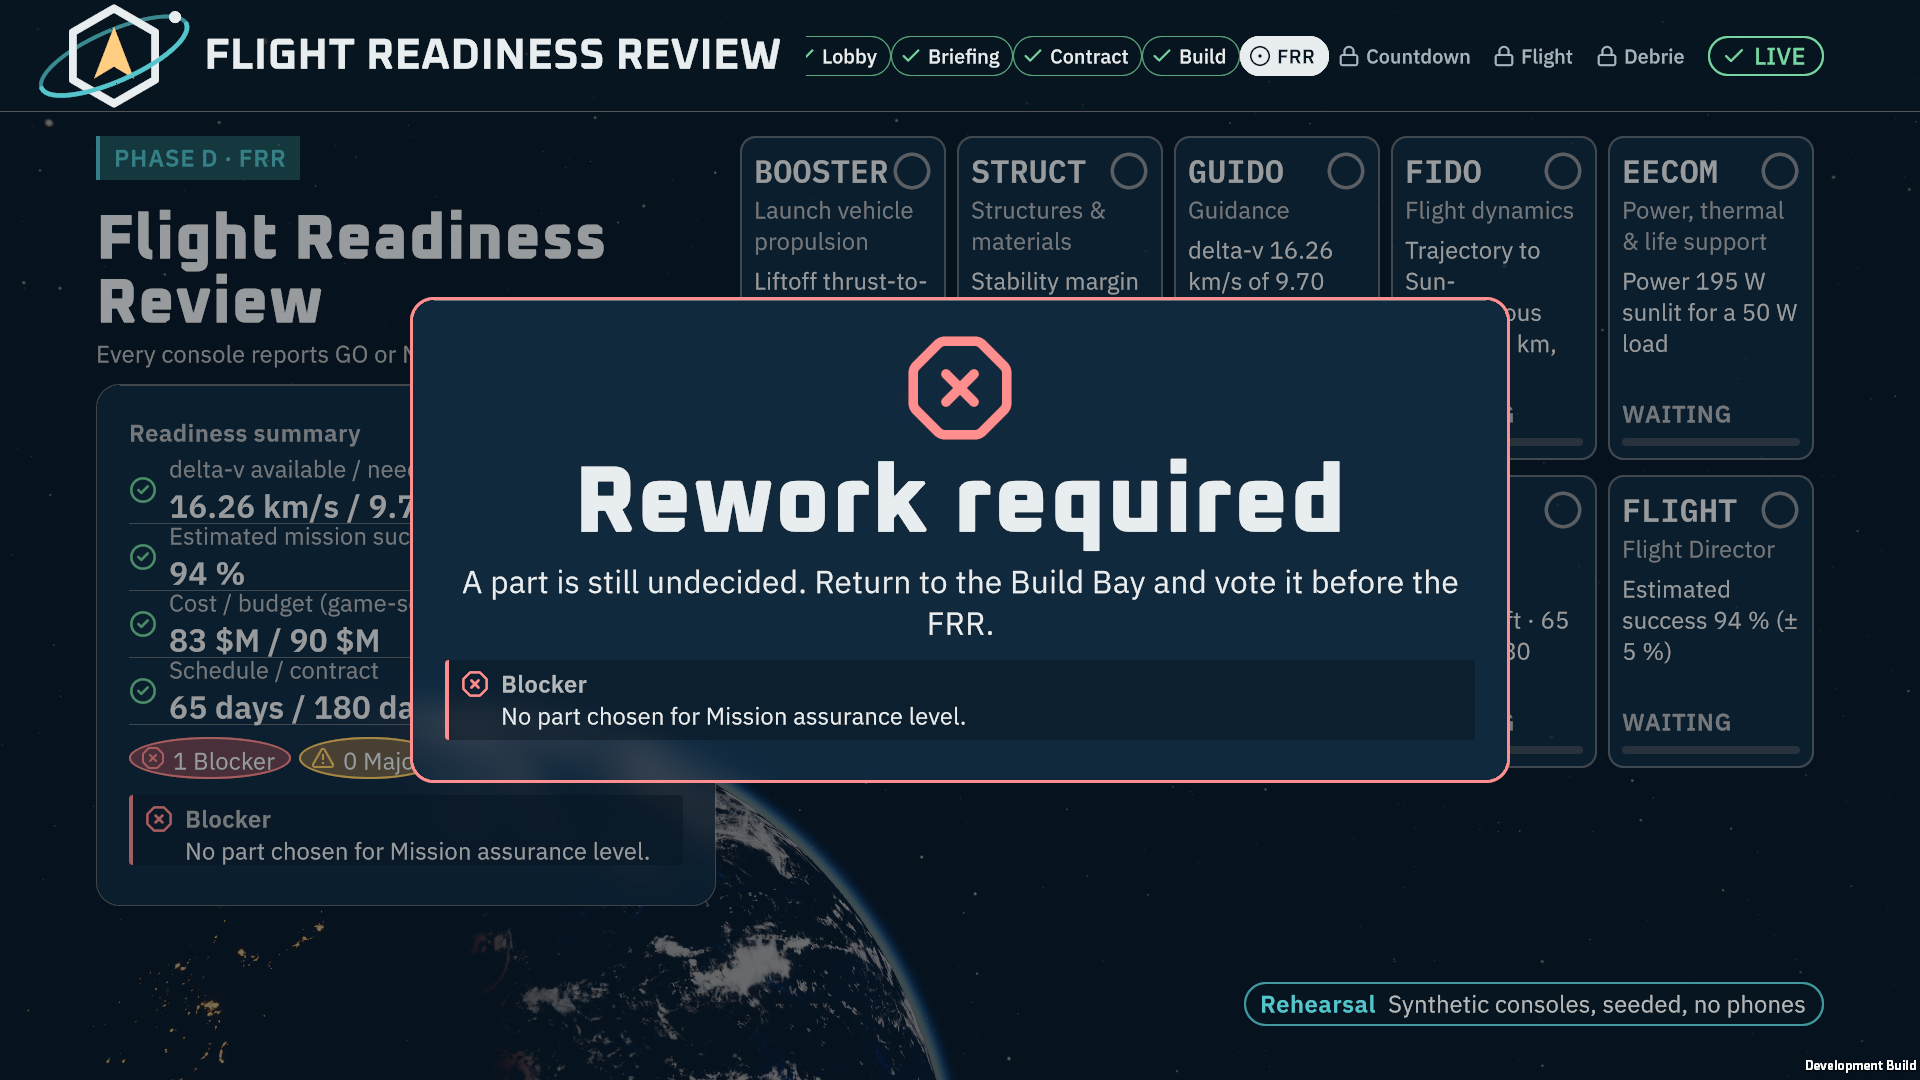 FLIGHT READINESS REVIEW
Lobby
Briefing
Contract
Build
FRR
Countdown
Flight
Debrie
LIVE
PHASE D · FRR
Flight Readiness
Review
Every console reports GO or N
Readiness summary
delta-v available / nee
16.26 km/s / 9.7
Estimated mission suc
94 %
Cost / budget (game-s
83 $M / 90 $M
Schedule / contract
65 days / 180 da
1 Blocker
0 Majo
Blocker
No part chosen for Mission assurance level.
BOOSTER
Launch vehicle
propulsion
Liftoff thrust-to-
STRUCT
Structures &
materials
Stability margin
GUIDO
Guidance
delta-v 16.26
km/s of 9.70
FIDO
Flight dynamics
Trajectory to
Sun-
ous
km,
EECOM
Power, thermal
& life support
Power 195 W
sunlit for a 50 W
load
WAITING
ft · 65
30
FLIGHT
Flight Director
Estimated
success 94 % (±
5 %)
WAITING
Rework required
A part is still undecided. Return to the Build Bay and vote it before the
FRR.
Blocker
No part chosen for Mission assurance level.
Rehearsal Synthetic consoles, seeded, no phones
Development Build